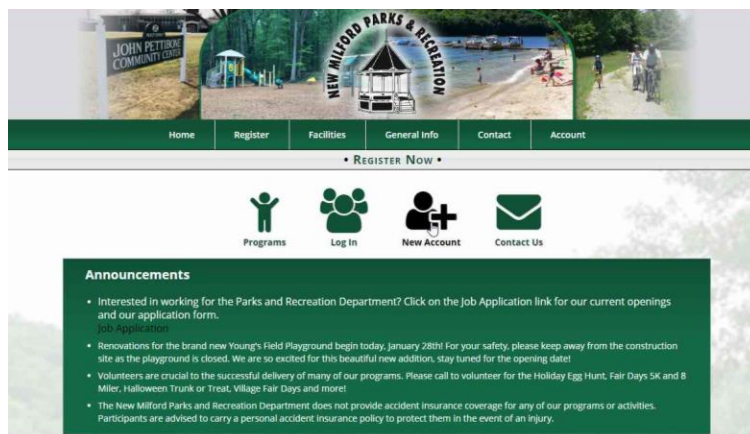 JOHN PETTIBONE
COMMUNITY CENTER
NEW MILFORD PARKS & RECREATION
Home Register Facilities General Info Contact Account
• REGISTER NOW •
Programs Log In New Account Contact Us
Announcements
• Interested in working for the Parks and Recreation Department? Click on the Job Application link for our current openings
and our application form.
Job Application
• Renovations for the brand new Young's Field Playground begin today, January 28th! For your safety, please keep away from the construction
site as the playground is closed. We are so excited for this beautiful new addition, stay tuned for the opening date!
• Volunteers are crucial to the successful delivery of many of our programs. Please call to volunteer for the Holiday Egg Hunt, Fair Days 5K and 8
Miler, Halloween Trunk or Treat, Village Fair Days and more!
• The New Milford Parks and Recreation Department does not provide accident insurance coverage for any of our programs or activities.
Participants are advised to carry a personal accident insurance policy to protect them in the event of an injury.